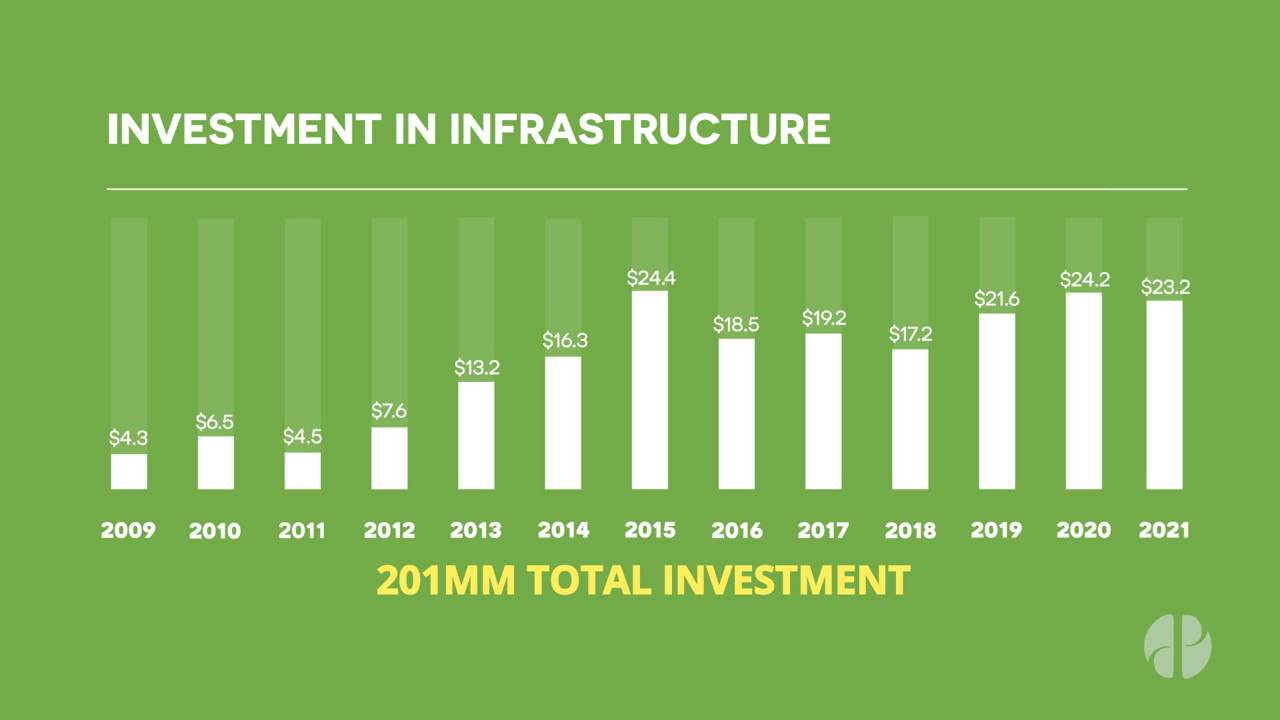 INVESTMENT IN INFRASTRUCTURE
$4.3 $6.5 $4.5 $7.6 $13.2 $16.3 $24.4 $18.5 $19.2 $17.2 $21.6 $24.2 $23.2
2009 2010 2011 2012 2013 2014 2015 2016 2017 2018 2019 2020 2021
201MM TOTAL INVESTMENT